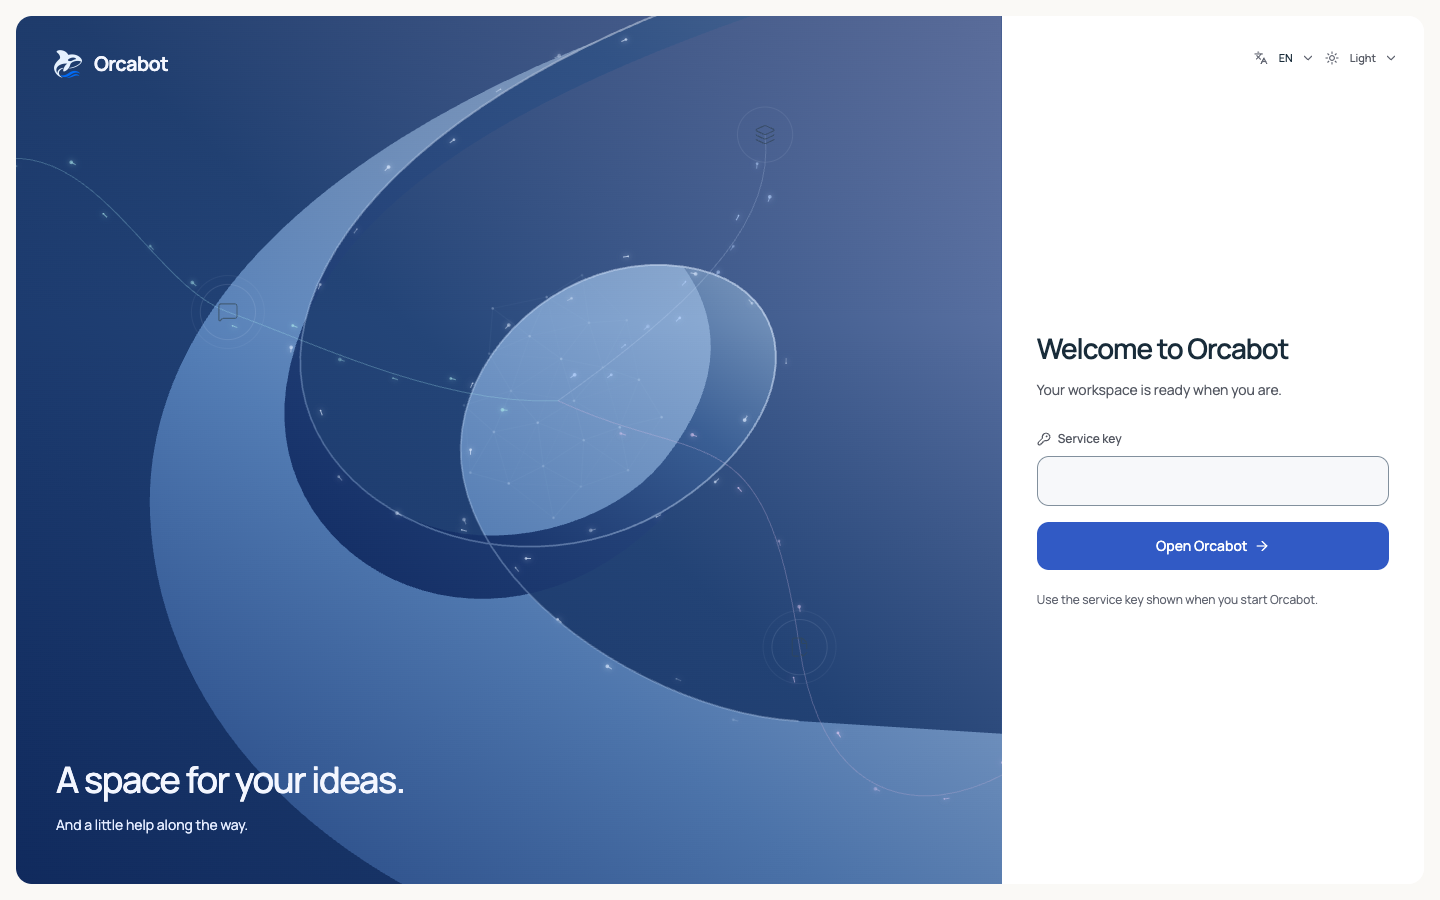 Orcabot
EN
Light
Welcome to Orcabot
Your workspace is ready when you are.
Service key
Open Orcabot
Use the service key shown when you start Orcabot.
A space for your ideas.
And a little help along the way.